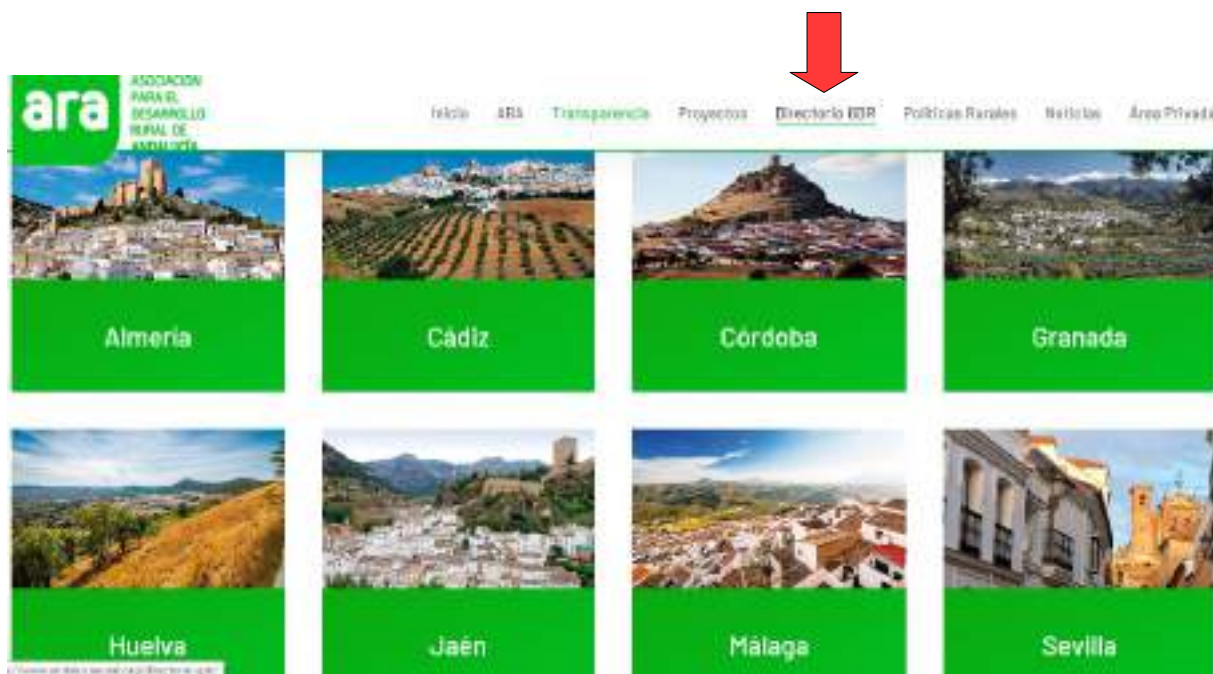 ara
ASOCIACIÓN
PARA EL
DESARROLLO
RURAL DE
ANDALUCÍA
Inicio ARA Transparencia Proyectos Directorio GDR Políticas Rurales Noticias Área Privada
Almería Cádiz Córdoba Granada
Huelva Jaén Málaga Sevilla